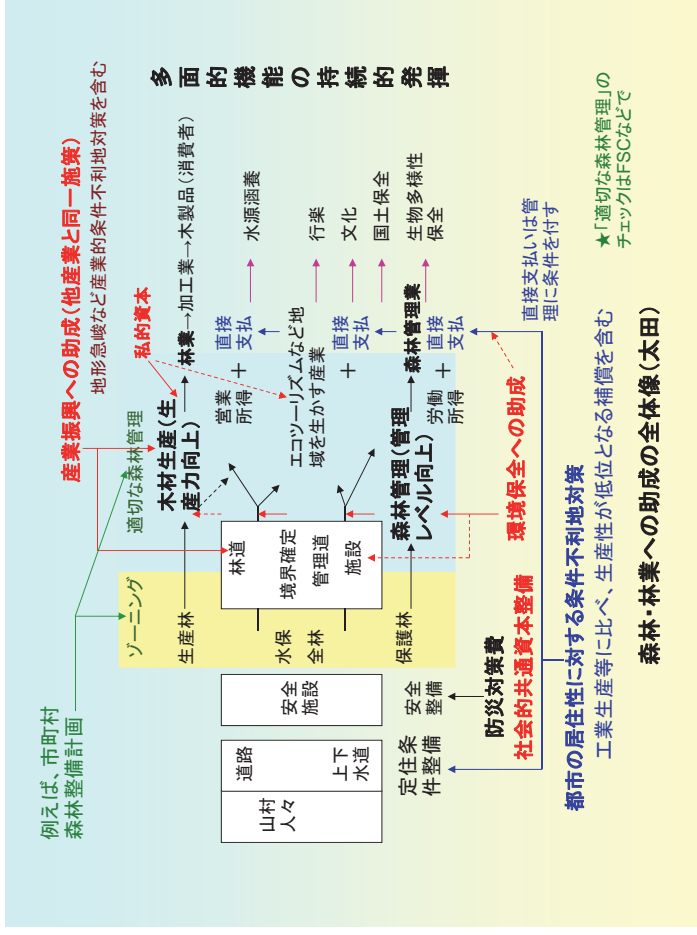 例えば、市町村
森林整備計画
産業振興への助成(他産業と同一施策)
地形急峻など産業的条件不利地対策を含む
適切な森林管理
私的資本
ゾーニング
生産林
木材生産(生
産力向上)
林業→加工業→木製品(消費者)
多面的機能の持続的発揮
山村
人々
道路
上下
水道
安全
施設
水保
全林
林道
境界確定
管理道
施設
営業
所得
+
直接
支払
水源涵養
エコツーリズムなど地
域を生かす産業
行楽
文化
+
直接
支払
国土保全
保護林
森林管理(管理
レベル向上)
森林管理業
生物多様性
保全
労働
所得
+
直接
支払
定住条
件整備
安全
整備
防災対策費
社会的共通資本整備
環境保全への助成
直接支払いは管
理に条件を付す
都市の居住性に対する条件不利地対策
工業生産等に比べ、生産性が低位となる補償を含む
★「適切な森林管理」の
チェックはFSCなどで
森林・林業への助成の全体像(太田)